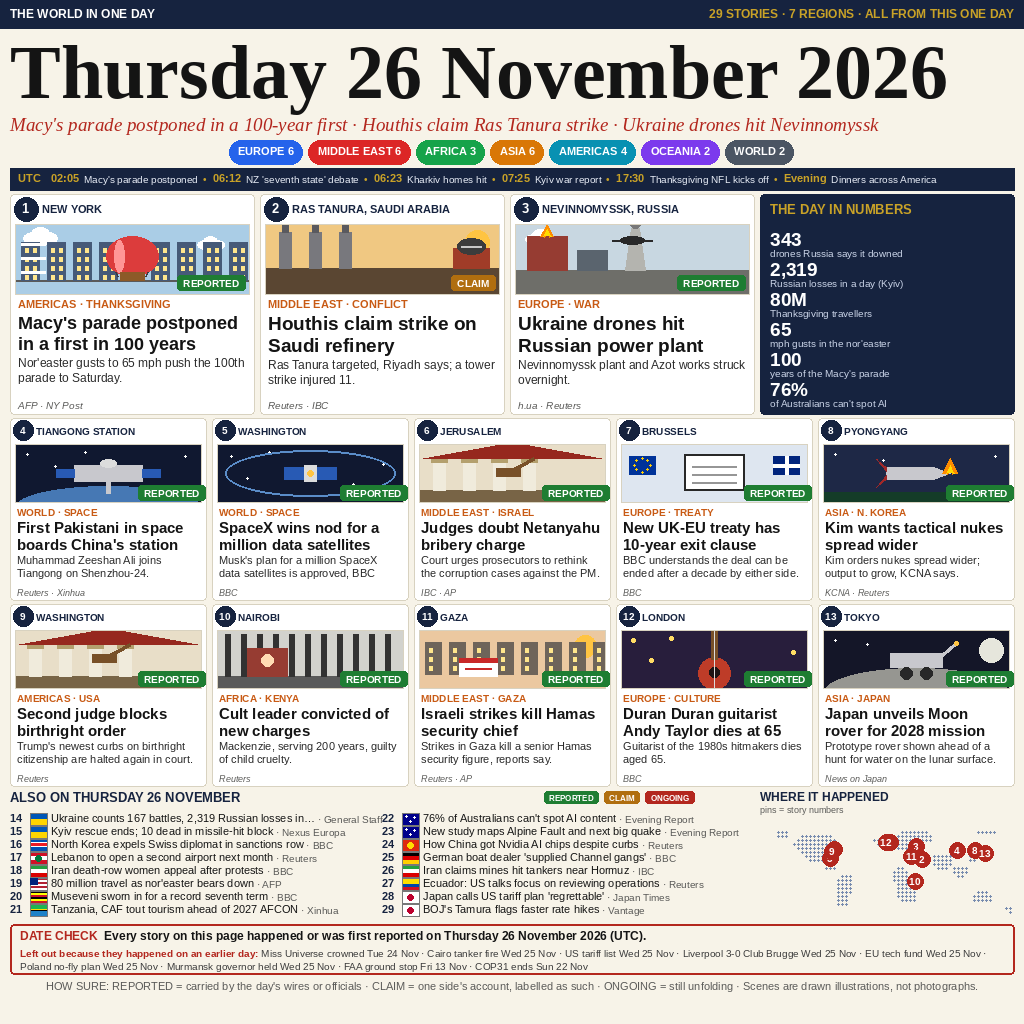 THE WORLD IN ONE DAY
29 STORIES · 7 REGIONS · ALL FROM THIS ONE DAY
Thursday 26 November 2026
Macy's parade postponed in a 100-year first · Houthis claim Ras Tanura strike · Ukraine drones hit Nevinnomyssk
EUROPE 6 MIDDLE EAST 6 AFRICA 3 ASIA 6 AMERICAS 4 OCEANIA 2 WORLD 2
UTC 02:05 Macy's parade postponed • 06:12 NZ 'seventh state' debate • 06:23 Kharkiv homes hit • 07:25 Kyiv war report • 17:30 Thanksgiving NFL kicks off • Evening Dinners across America
1 NEW YORK
REPORTED
AMERICAS · THANKSGIVING
Macy's parade postponed
in a first in 100 years
Nor'easter gusts to 65 mph push the 100th
parade to Saturday.
AFP · NY Post
2 RAS TANURA, SAUDI ARABIA
CLAIM
MIDDLE EAST · CONFLICT
Houthis claim strike on
Saudi refinery
Ras Tanura targeted, Riyadh says; a tower
strike injured 11.
Reuters · IBC
3 NEVINNOMYSSK, RUSSIA
REPORTED
EUROPE · WAR
Ukraine drones hit
Russian power plant
Nevinnomyssk plant and Azot works struck
overnight.
h.ua · Reuters
THE DAY IN NUMBERS
343
drones Russia says it downed
2,319
Russian losses in a day (Kyiv)
80M
Thanksgiving travellers
65
mph gusts in the nor'easter
100
years of the Macy's parade
76%
of Australians can't spot AI
4 TIANGONG STATION
REPORTED
WORLD · SPACE
First Pakistani in space
boards China's station
Muhammad Zeeshan Ali joins
Tiangong on Shenzhou-24.
Reuters · Xinhua
5 WASHINGTON
REPORTED
WORLD · SPACE
SpaceX wins nod for a
million data satellites
Musk's plan for a million SpaceX
data satellites is approved, BBC
BBC
6 JERUSALEM
REPORTED
MIDDLE EAST · ISRAEL
Judges doubt Netanyahu
bribery charge
Court urges prosecutors to rethink
the corruption cases against the PM.
IBC · AP
7 BRUSSELS
REPORTED
EUROPE · TREATY
New UK-EU treaty has
10-year exit clause
BBC understands the deal can be
ended after a decade by either side.
BBC
8 PYONGYANG
REPORTED
ASIA · N. KOREA
Kim wants tactical nukes
spread wider
Kim orders nukes spread wider;
output to grow, KCNA says.
KCNA · Reuters
9 WASHINGTON
REPORTED
AMERICAS · USA
Second judge blocks
birthright order
Trump's newest curbs on birthright
citizenship are halted again in court.
Reuters
10 NAIROBI
REPORTED
AFRICA · KENYA
Cult leader convicted of
new charges
Mackenzie, serving 200 years, guilty
of child cruelty.
Reuters
11 GAZA
REPORTED
MIDDLE EAST · GAZA
Israeli strikes kill Hamas
security chief
Strikes in Gaza kill a senior Hamas
security figure, reports say.
Reuters · AP
12 LONDON
REPORTED
EUROPE · CULTURE
Duran Duran guitarist
Andy Taylor dies at 65
Guitarist of the 1980s hitmakers dies
aged 65.
BBC
13 TOKYO
REPORTED
ASIA · JAPAN
Japan unveils Moon
rover for 2028 mission
Prototype rover shown ahead of a
hunt for water on the lunar surface.
News on Japan
ALSO ON THURSDAY 26 NOVEMBER
REPORTED CLAIM ONGOING
14 Ukraine counts 167 battles, 2,319 Russian losses in… · General Staff
15 Kyiv rescue ends; 10 dead in missile-hit block · Nexus Europa
16 North Korea expels Swiss diplomat in sanctions row · BBC
17 Lebanon to open a second airport next month · Reuters
18 Iran death-row women appeal after protests · BBC
19 80 million travel as nor'easter bears down · AFP
20 Museveni sworn in for a record seventh term · BBC
21 Tanzania, CAF tout tourism ahead of 2027 AFCON · Xinhua
22 76% of Australians can't spot AI content · Evening Report
23 New study maps Alpine Fault and next big quake · Evening Report
24 How China got Nvidia AI chips despite curbs · Reuters
25 German boat dealer 'supplied Channel gangs' · BBC
26 Iran claims mines hit tankers near Hormuz · IBC
27 Ecuador: US talks focus on reviewing operations · Reuters
28 Japan calls US tariff plan 'regrettable' · Japan Times
29 BOJ's Tamura flags faster rate hikes · Vantage
WHERE IT HAPPENED
pins = story numbers
9 12 3 11 2 10 4 8 13
DATE CHECK Every story on this page happened or was first reported on Thursday 26 November 2026 (UTC).
Left out because they happened on an earlier day: Miss Universe crowned Tue 24 Nov · Cairo tanker fire Wed 25 Nov · US tariff list Wed 25 Nov · Liverpool 3-0 Club Brugge Wed 25 Nov · EU tech fund Wed 25 Nov ·
Poland no-fly plan Wed 25 Nov · Murmansk governor held Wed 25 Nov · FAA ground stop Fri 13 Nov · COP31 ends Sun 22 Nov
HOW SURE: REPORTED = carried by the day's wires or officials · CLAIM = one side's account, labelled as such · ONGOING = still unfolding · Scenes are drawn illustrations, not photographs.